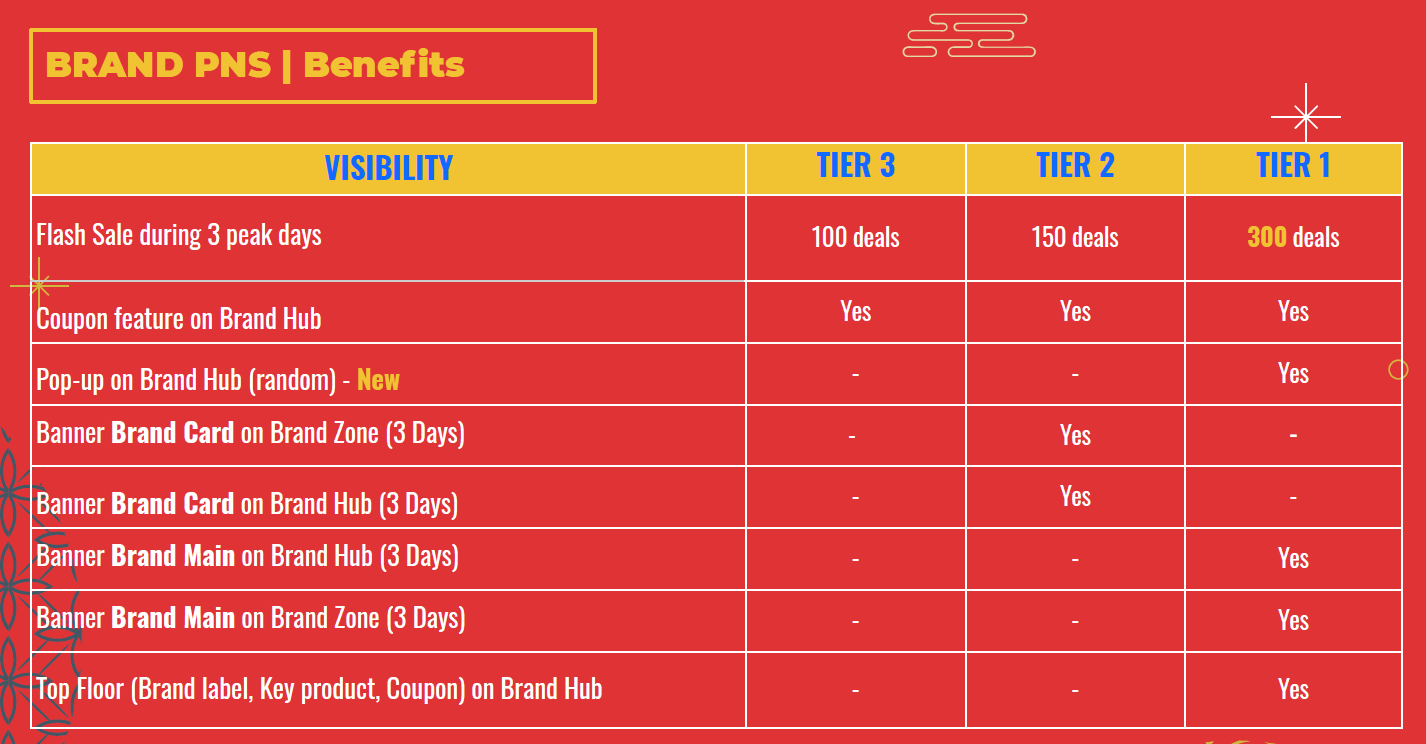 BRAND PNS | Benefits
VISIBILITY TIER 3 TIER 2 TIER 1
Flash Sale during 3 peak days 100 deals 150 deals 300 deals
Coupon feature on Brand Hub Yes Yes Yes
Pop-up on Brand Hub (random) - New - - Yes
Banner Brand Card on Brand Zone (3 Days) - Yes -
Banner Brand Card on Brand Hub (3 Days) - Yes -
Banner Brand Main on Brand Hub (3 Days) - - Yes
Banner Brand Main on Brand Zone (3 Days) - - Yes
Top Floor (Brand label, Key product, Coupon) on Brand Hub - - Yes